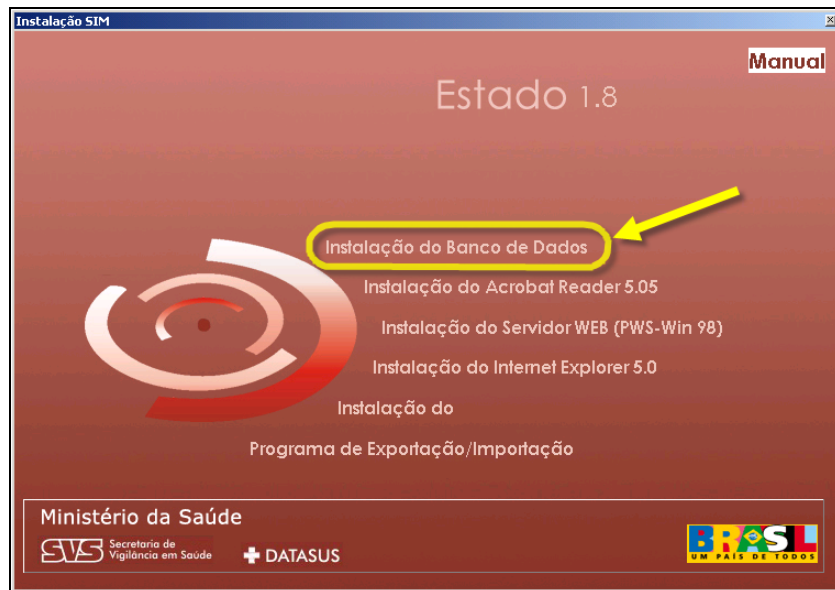 Instalação SIM
Manual
Estado 1.8
Instalação do Banco de Dados
Instalação do Acrobat Reader 5.05
Instalação do Servidor WEB (PWS-Win 98)
Instalação do Internet Explorer 5.0
Instalação do
Programa de Exportação/Importação
Ministério da Saúde
SVS Secretaria de
Vigilância em Saúde
DATASUS
BRASIL
UM PAÍS DE TODOS